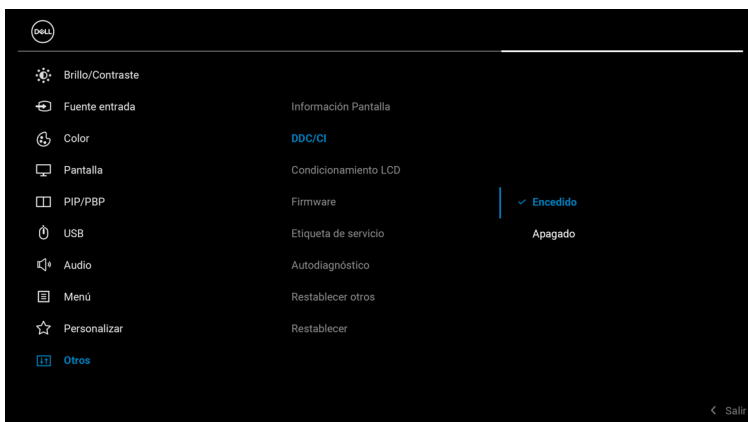 DELL
Brillo/Contraste
Fuente entrada
Información Pantalla
Color
DDC/CI
Pantalla
Condicionamiento LCD
PIP/PBP
Firmware
Encedido
USB
Etiqueta de servicio
Apagado
Audio
Autodiagnóstico
Menú
Restablecer otros
Personalizar
Restablecer
Otros
Salir